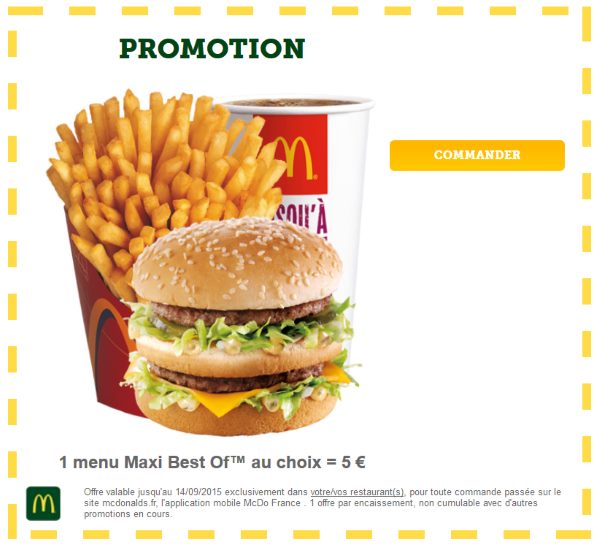 PROMOTION
COMMANDER
SQU'À
1 menu Maxi Best Of™ au choix = 5 €
Offre valable jusqu'au 14/09/2015 exclusivement dans votre/vos restaurant(s), pour toute commande passée sur le
site mcdonalds.fr, l'application mobile McDo France . 1 offre par encaissement, non cumulable avec d'autres
promotions en cours.